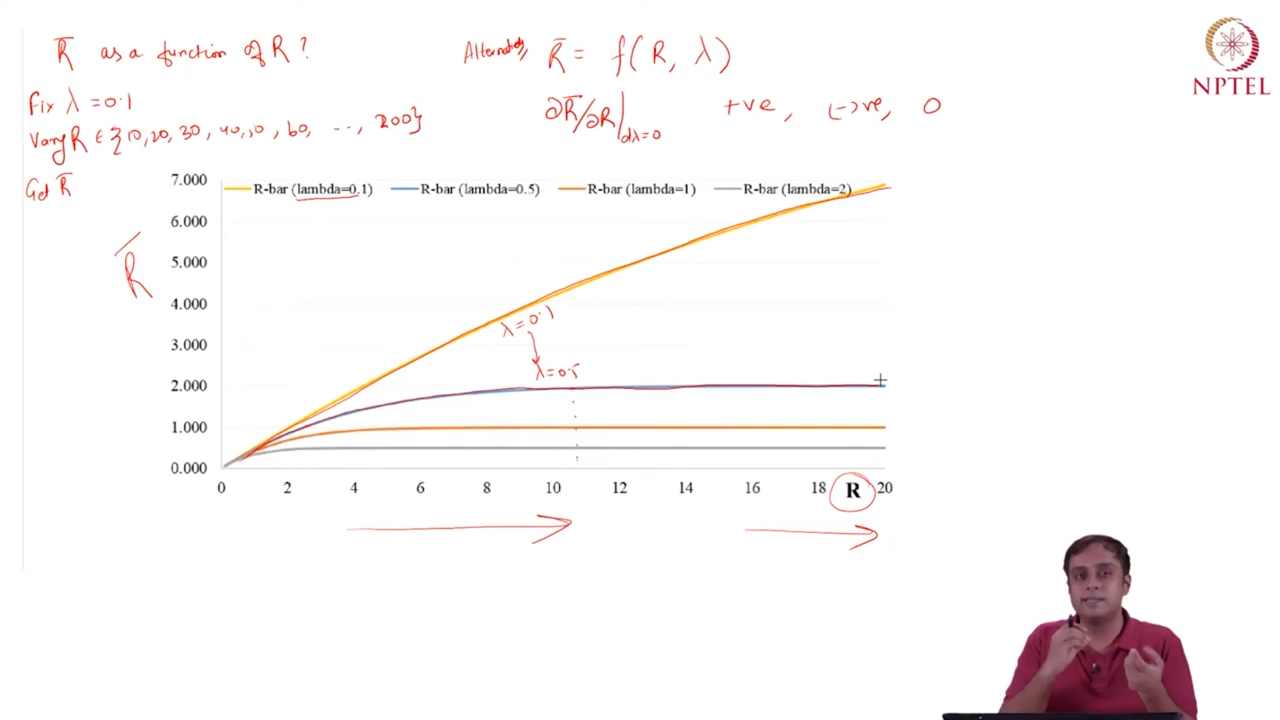 R̄ as a function of R?
Alternately, R̄ = f(R, λ)
NPTEL
Fix λ = 0.1
∂R̄/∂R|dλ=0 +ve, (-)ve, 0
Vary R ∈ {10, 20, 30, 40, 50, 60, ..., 200}
Get R̄
R-bar (lambda=0.1) R-bar (lambda=0.5) R-bar (lambda=1) R-bar (lambda=2)
7.000
6.000
5.000
4.000
3.000
2.000
1.000
0.000
R̄
λ=0.1
λ=0.5
0 2 4 6 8 10 12 14 16 18 R 20